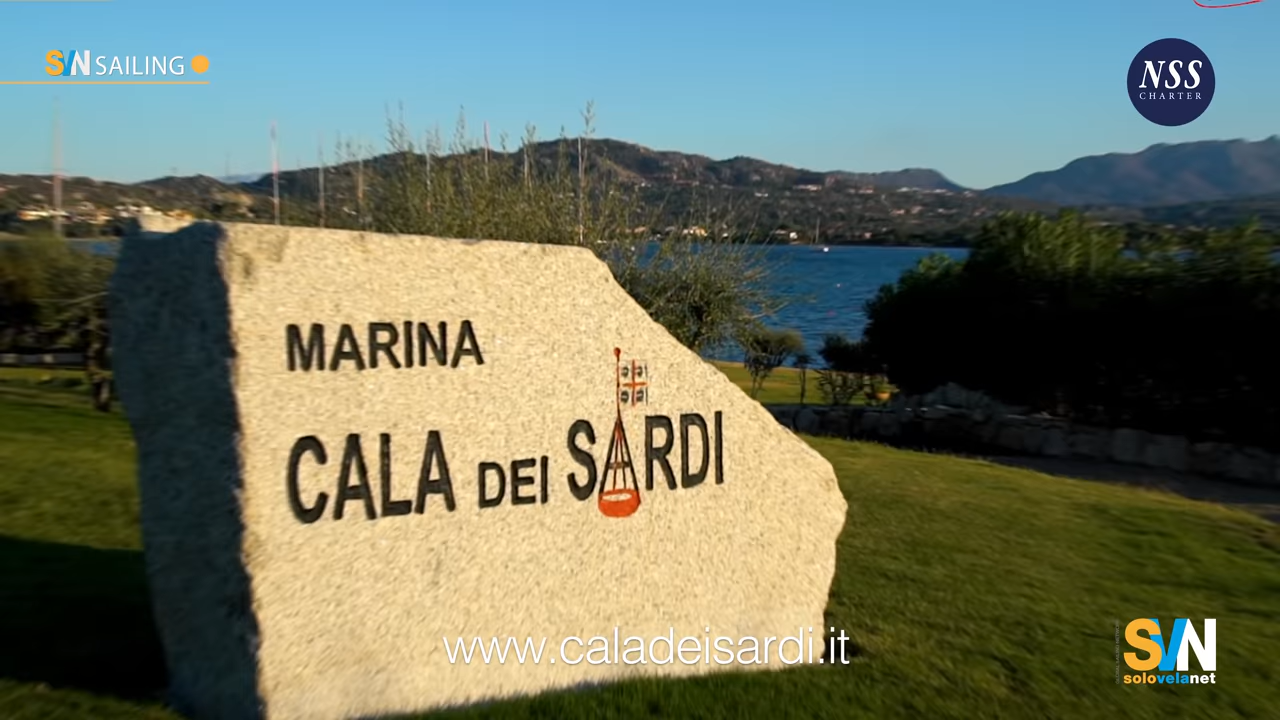 SVN SAILING
NSS
CHARTER
MARINA
CALA DEI SARDI
www.caladeisardi.it
SVN
solovelanet